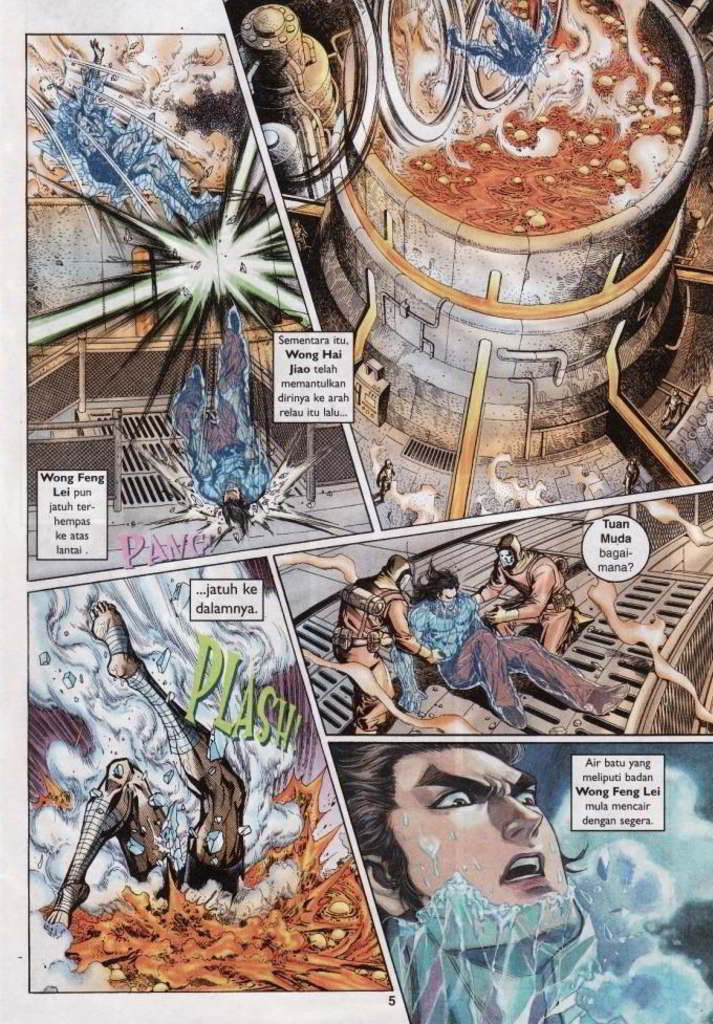 Sementara itu,
Wong Hai
Jiao telah
memantulkan
dirinya ke arah
relau itu lalu...
Wong Feng
Lei pun
jatuh ter-
hempas
ke atas
lantai .
PANG!
...jatuh ke
dalamnya.
PLASH!
Tuan
Muda
bagai-
mana?
Air batu yang
meliputi badan
Wong Feng Lei
mula mencair
dengan segera.
5